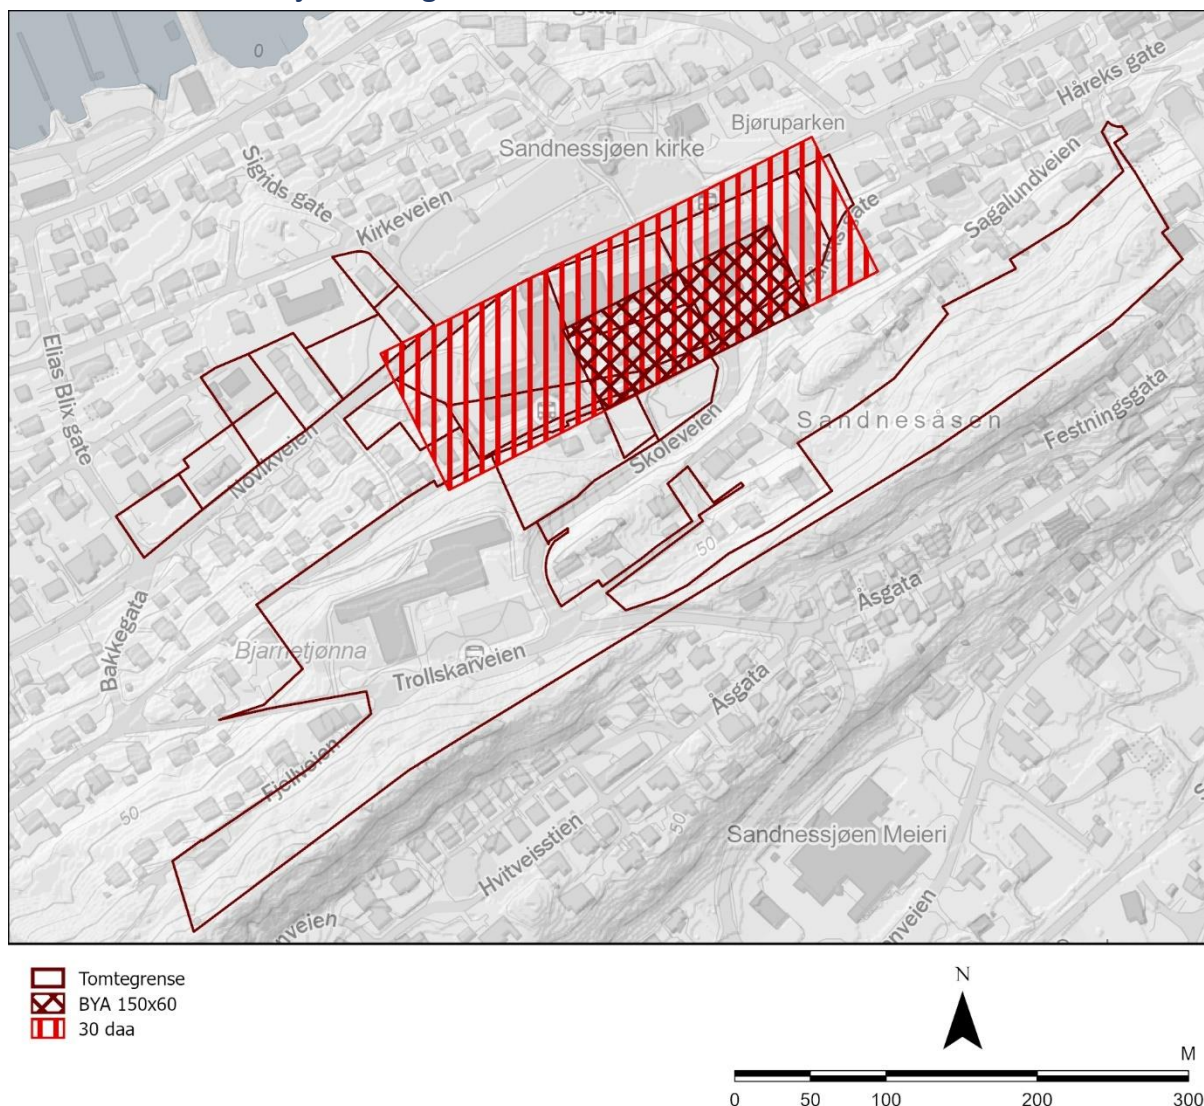 0
Håreks gate
Bjøruparken
Sandnessjøen kirke
Sigrids gate
Sagalundveien
Kirkeveien
Elias Blix gate
Festningsgata
Sandnesåsen
Skoleveien
Novikveien
50
Åsgata
Bakkegata
Bjarnetjønna
Trollskarveien
Åsgata
Fjellveien
50
50
Sandnessjøen Meieri
Hvitveisstien
Tomtegrense
BYA 150x60
30 daa
N
M
0 50 100 200 300